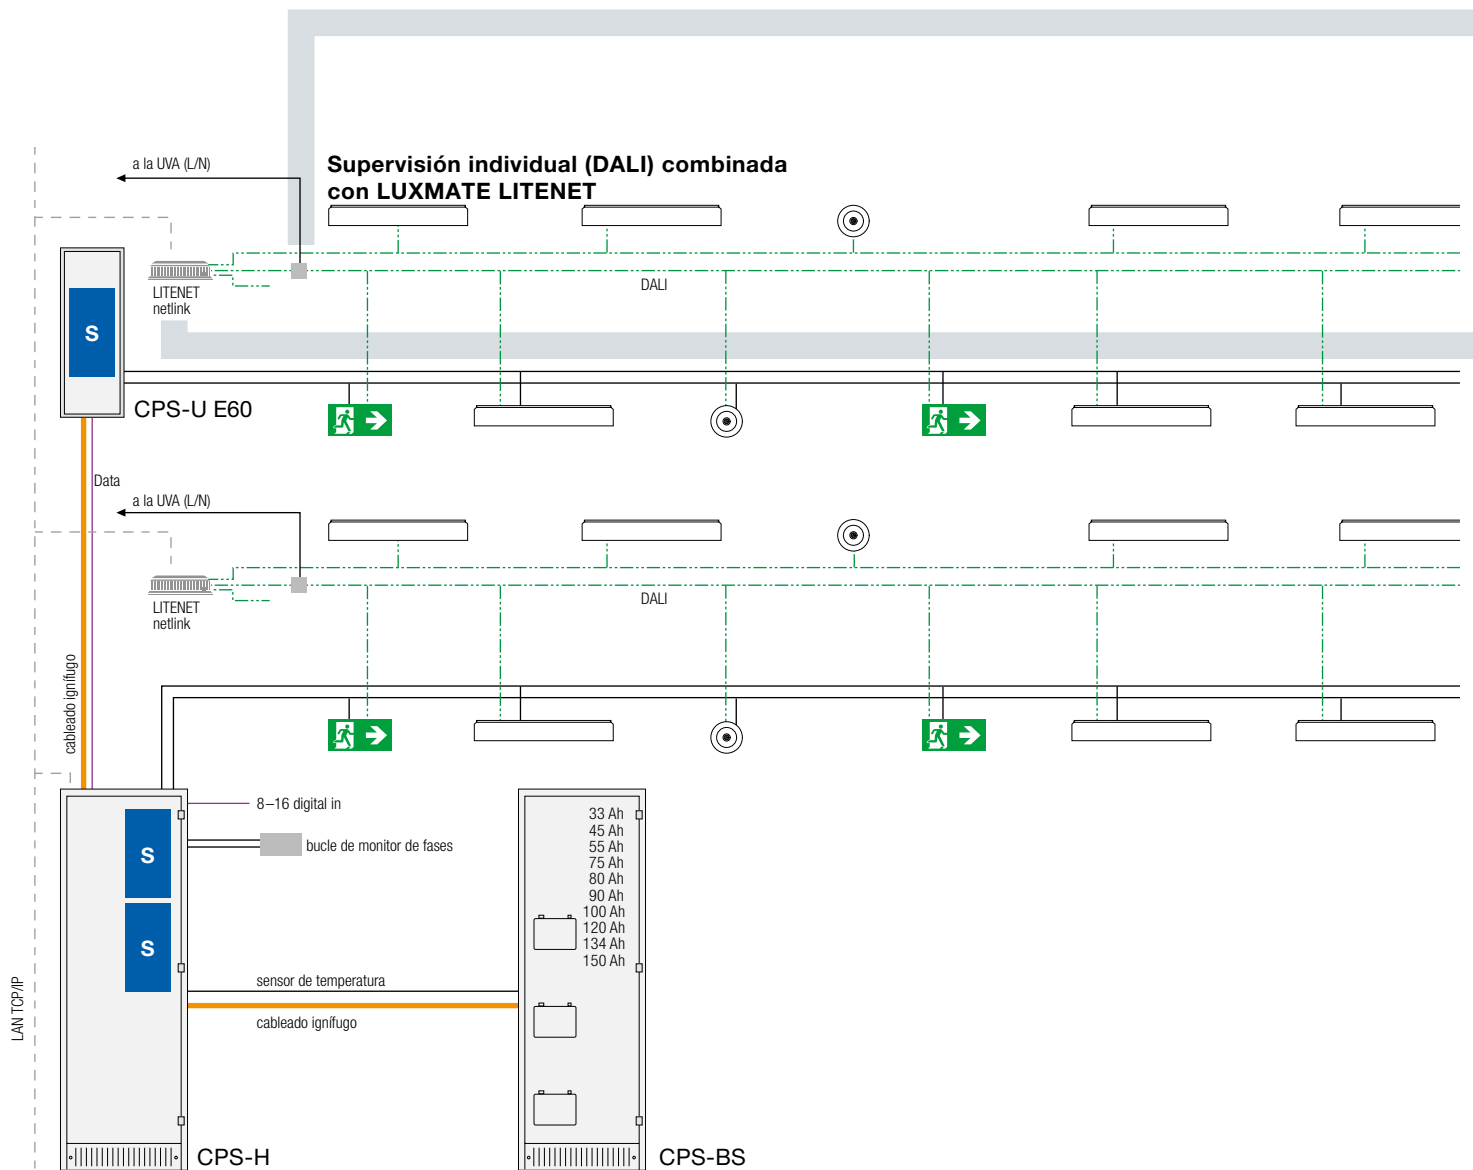 a la UVA (L/N)
Supervisión individual (DALI) combinada
con LUXMATE LITENET
LITENET
netlink
DALI
S
CPS-U E60
Data
a la UVA (L/N)
LITENET
netlink
DALI
cableado ignífugo
8–16 digital in
bucle de monitor de fases
S
S
33 Ah
45 Ah
55 Ah
75 Ah
80 Ah
90 Ah
100 Ah
120 Ah
134 Ah
150 Ah
sensor de temperatura
cableado ignífugo
LAN TCP/IP
CPS-H
CPS-BS